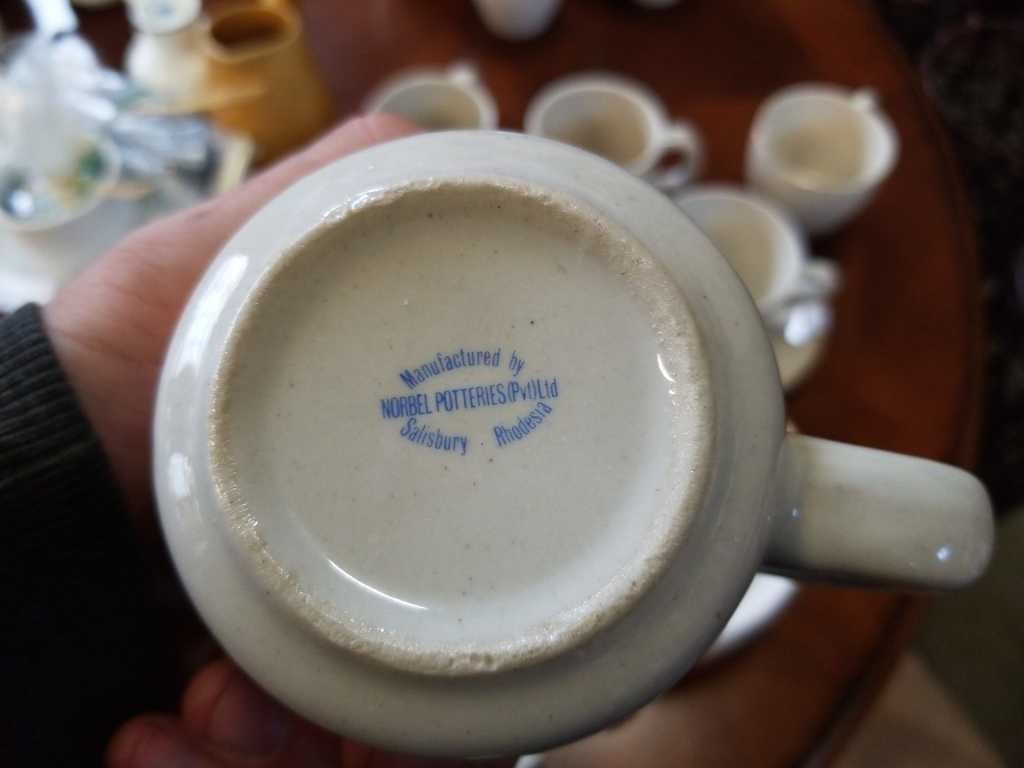 Manufactured by
NORBEL POTTERIES (Pvt) Ltd
Salisbury Rhodesia